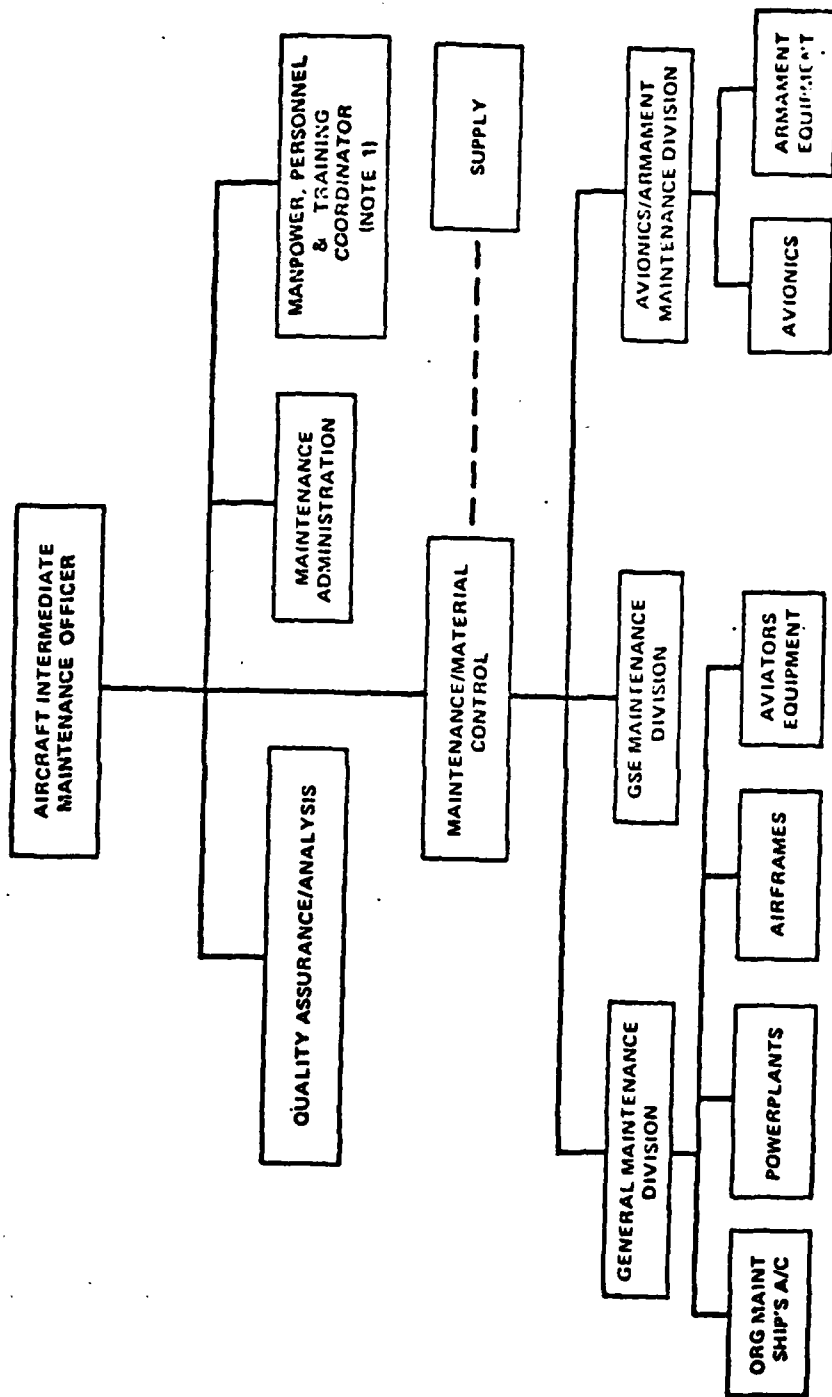 AIRCRAFT INTERMEDIATE
MAINTENANCE OFFICER
QUALITY ASSURANCE/ANALYSIS
MAINTENANCE
ADMINISTRATION
MANPOWER, PERSONNEL
& TRAINING
COORDINATOR
(NOTE 1)
MAINTENANCE/MATERIAL
CONTROL
SUPPLY
GENERAL MAINTENANCE
DIVISION
GSE MAINTENANCE
DIVISION
AVIONICS/ARMAMENT
MAINTENANCE DIVISION
ORG MAINT
SHIP'S A/C
POWERPLANTS
AIRFRAMES
AVIATORS
EQUIPMENT
AVIONICS
ARMAMENT
EQUIPMENT